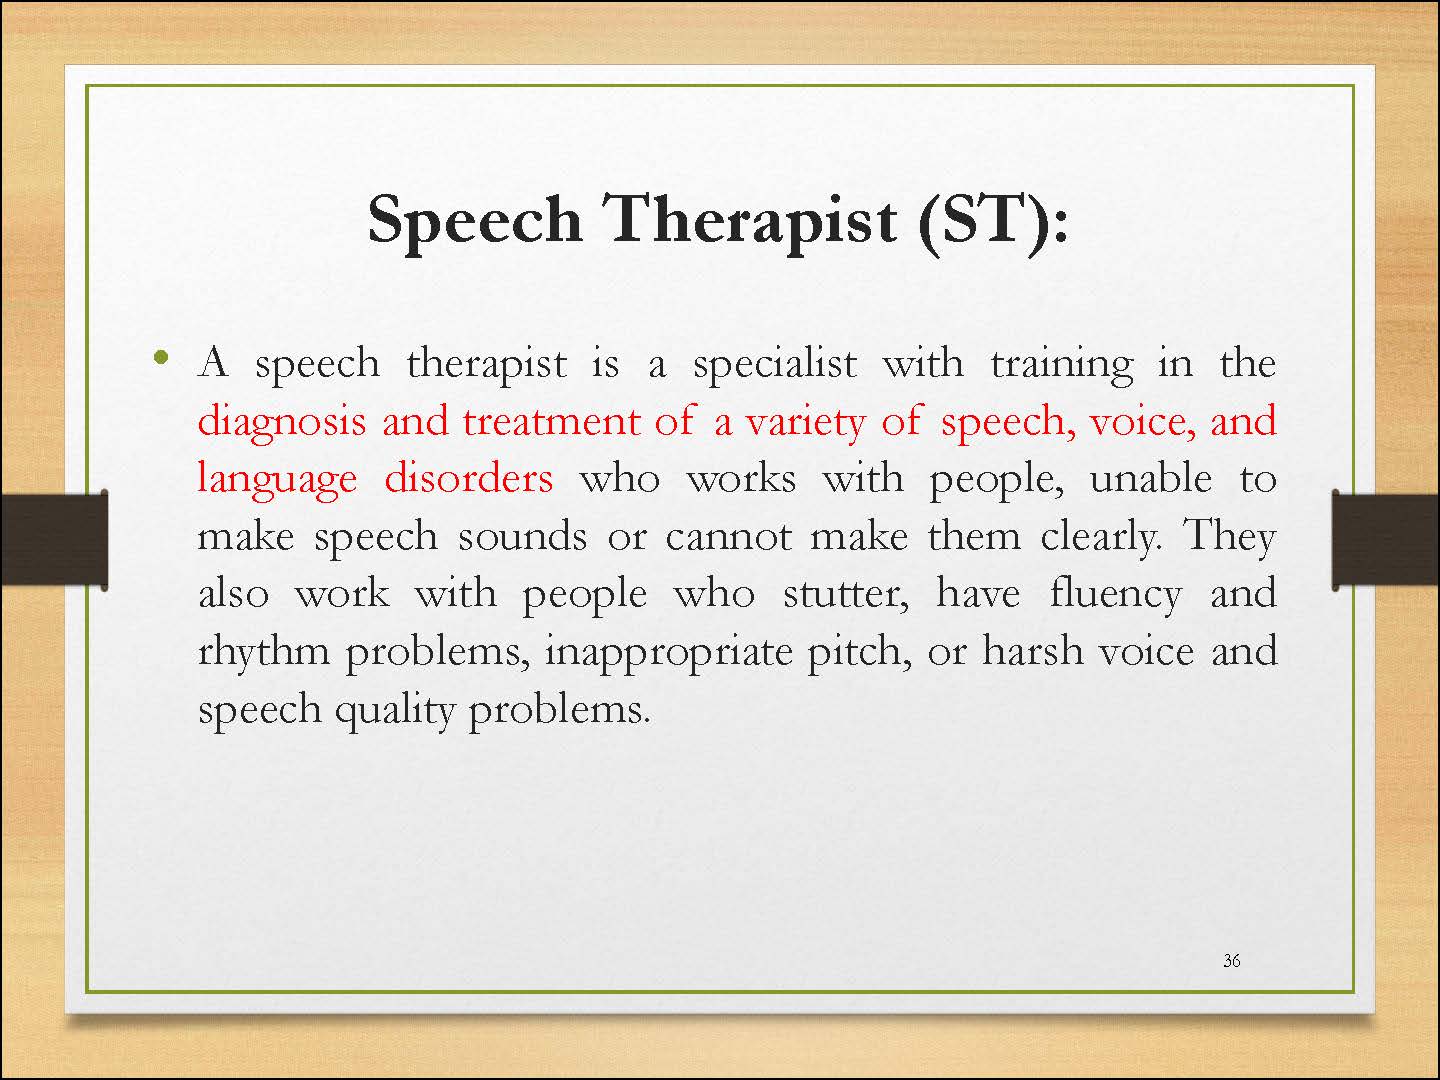 Speech Therapist (ST):
• A speech therapist is a specialist with training in the
diagnosis and treatment of a variety of speech, voice, and
language disorders who works with people, unable to
make speech sounds or cannot make them clearly. They
also work with people who stutter, have fluency and
rhythm problems, inappropriate pitch, or harsh voice and
speech quality problems.
36